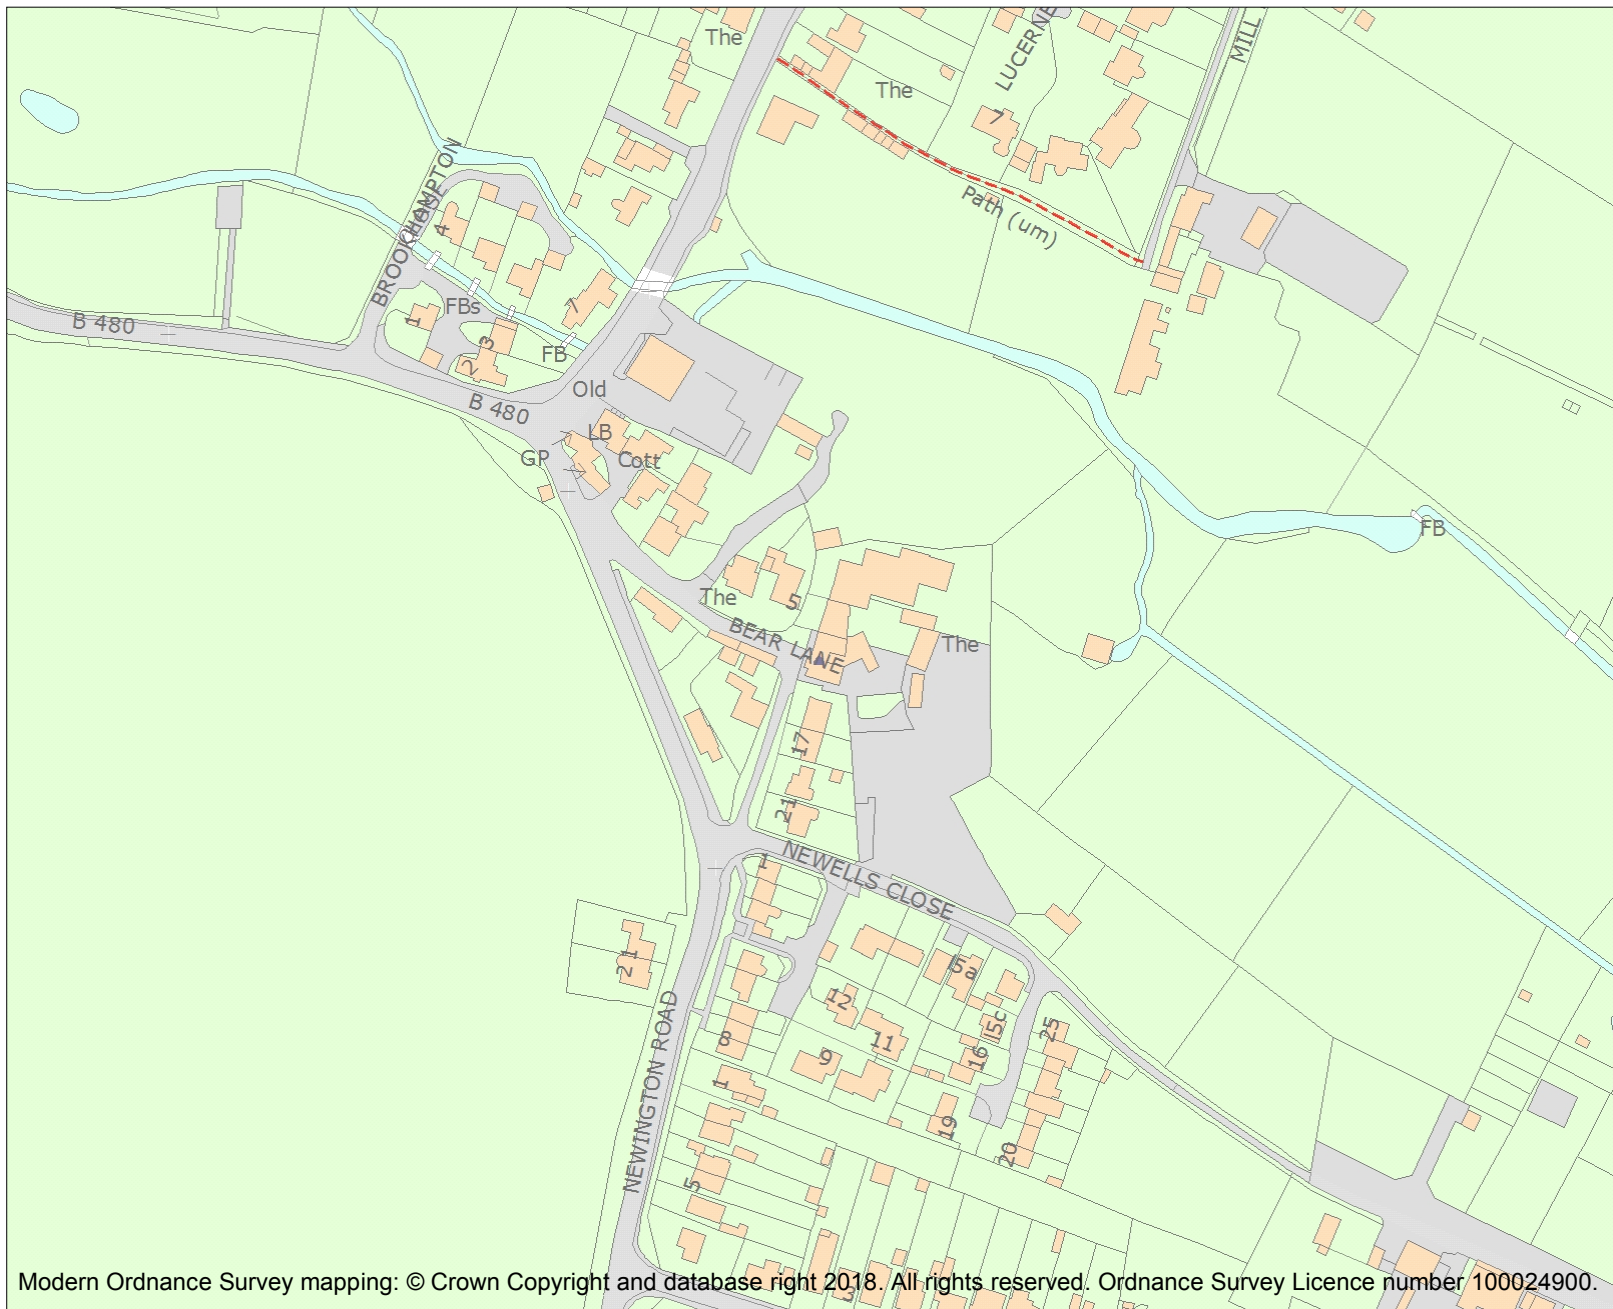 The
LUCERNE
MILL
The
7
Path (um)
BROOKHAMPTON
CLOSE
4
FBs
7
1
B 480
3
2
FB
Old
B 480
LB
GP
Cott
FB
The
5
BEAR LANE
The
17
21
NEWELLS CLOSE
1
21
15a
12
15c
25
8
11
9
16
1
19
20
NEWINGTON ROAD
5
3
Modern Ordnance Survey mapping: © Crown Copyright and database right 2018. All rights reserved. Ordnance Survey Licence number 100024900.